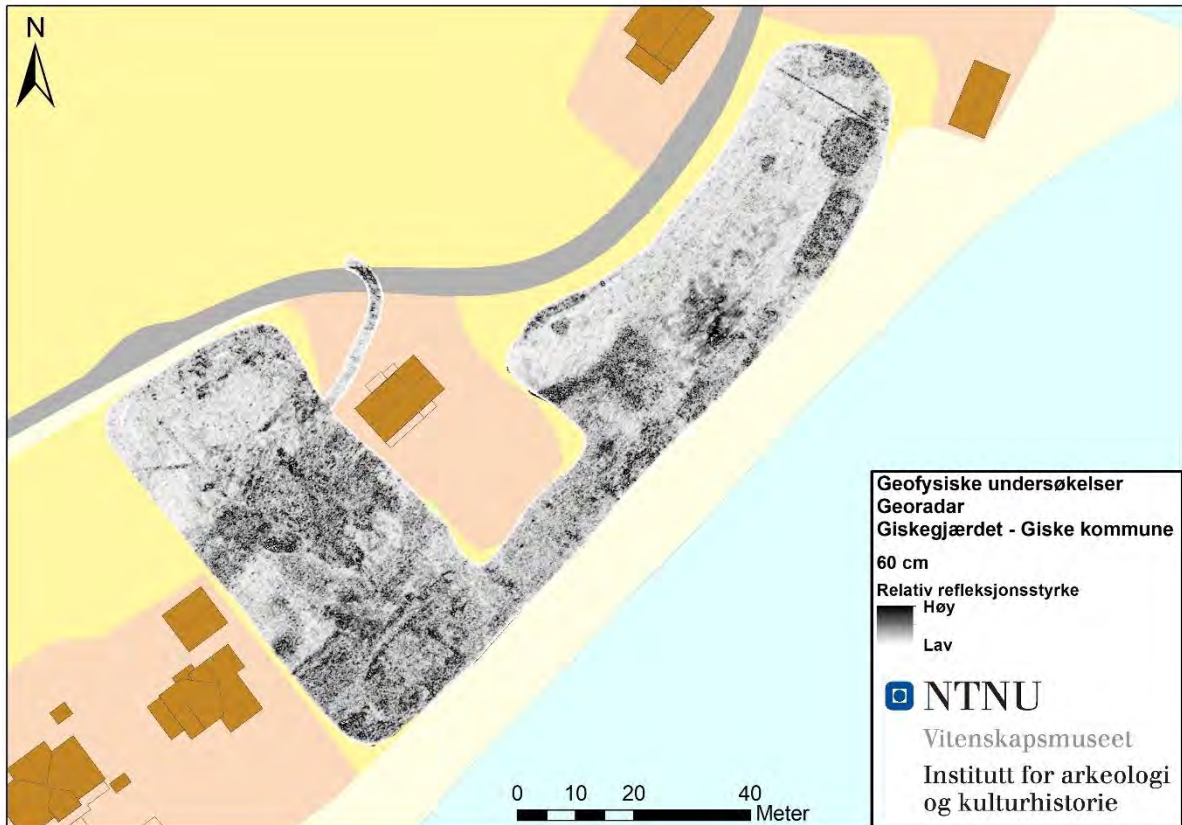 N
Geofysiske undersøkelser
Georadar
Giskegjærdet - Giske kommune
60 cm
Relativ refleksjonsstyrke
Høy
Lav
NTNU
Vitenskapsmuseet
Institutt for arkeologi
og kulturhistorie
0 10 20 40
Meter